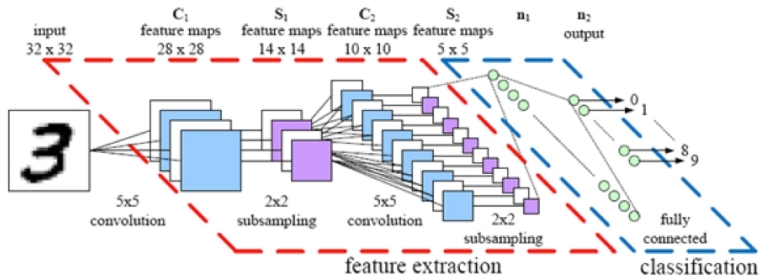 C₁ S₁ C₂ S₂ n₁ n₂
input feature maps feature maps feature maps feature maps output
32 x 32 28 x 28 14 x 14 10 x 10 5 x 5
0
1
8
9
5x5 2x2 5x5 2x2 fully
convolution subsampling convolution subsampling connected
feature extraction classification